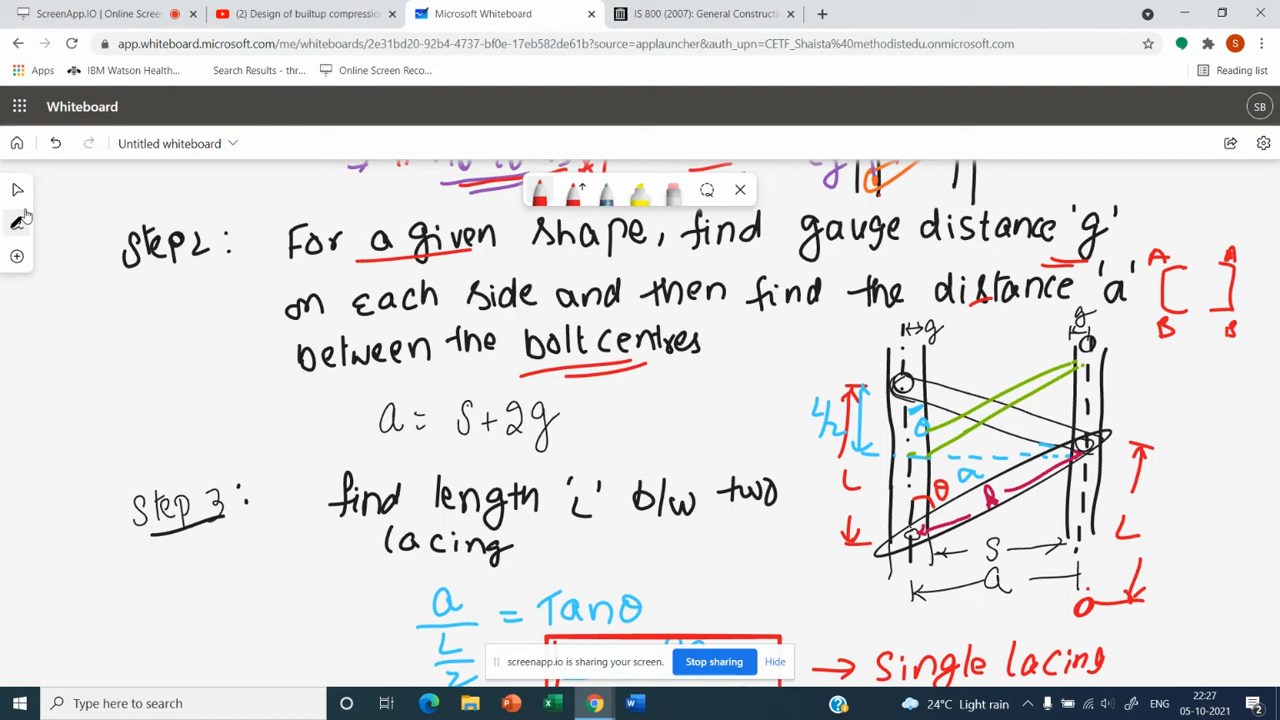 ScreenApp.IO | Online Screen
(2) Design of builtup compressio
Microsoft Whiteboard
IS 800 (2007): General Constructi
app.whiteboard.microsoft.com/me/whiteboards/2e31bd20-92b4-4737-bf0e-17e5482de61b?source=applauncher&auth_upn=CETF_Shaista%40methodistedu.onmicrosoft.com
S
Apps
IBM Watson Health...
Search Results - thr...
Online Screen Reco...
Reading list
Whiteboard
SB
Untitled whiteboard
Step2: For a given shape, find gauge distance 'g'
on each side and then find the distance 'a'
between the bolt centres
a = S+2g
Step 3: find length 'L' b/w two
lacing
a
L
2
= Tanθ
A A
B B
g g
L/2
θ
a
L
θ
L
S
a
→ Single lacing
screenapp.io is sharing your screen.
Stop sharing
Hide
Type here to search
24°C Light rain
ENG
22:27
05-10-2021
2